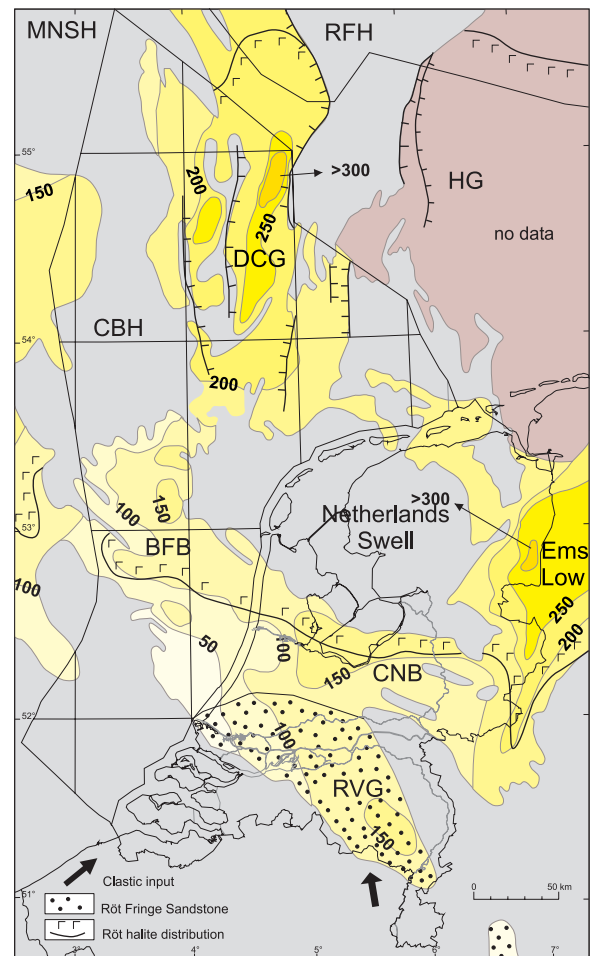 MNSH
RFH
55°
150
200
>300
HG
no data
250
DCG
CBH
54°
200
>300
150
100
Netherlands
Swell
53°
BFB
Ems
Low
100
250
50
100
200
150
CNB
52°
100
RVG
150
Clastic input
51°
0
50 km
Röt Fringe Sandstone
Röt halite distribution
3°
4°
5°
6°
7°